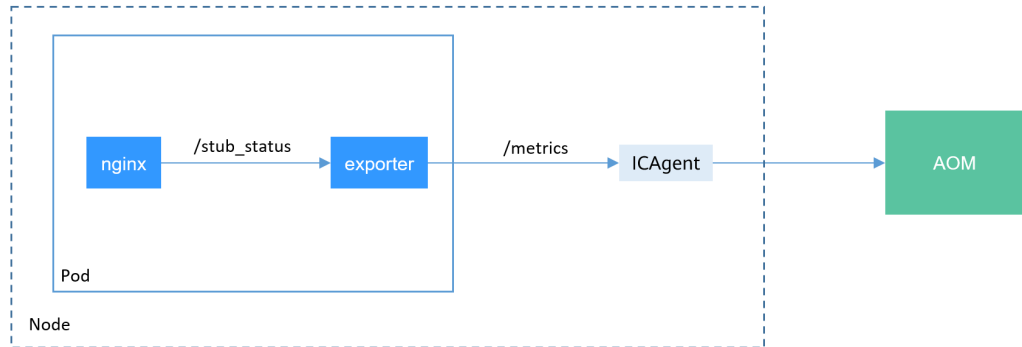 nginx
/stub_status
exporter
/metrics
ICAgent
AOM
Pod
Node